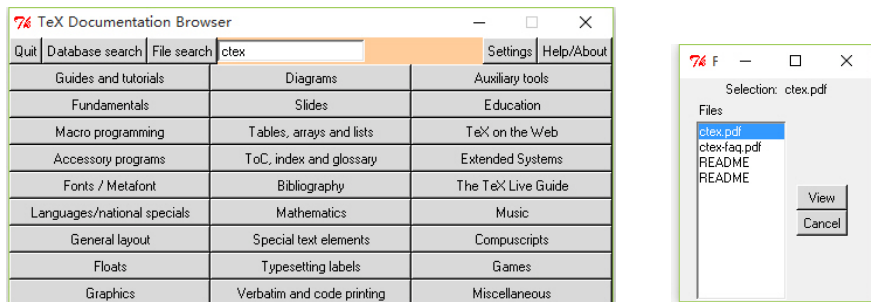 TeX Documentation Browser
Quit Database search File search ctex Settings Help/About
Guides and tutorials Diagrams Auxiliary tools
Fundamentals Slides Education
Macro programming Tables, arrays and lists TeX on the Web
Accessory programs ToC, index and glossary Extended Systems
Fonts / Metafont Bibliography The TeX Live Guide
Languages/national specials Mathematics Music
General layout Special text elements Compuscripts
Floats Typesetting labels Games
Graphics Verbatim and code printing Miscellaneous
F
Selection: ctex.pdf
Files
ctex.pdf
ctex-faq.pdf
README
README
View
Cancel